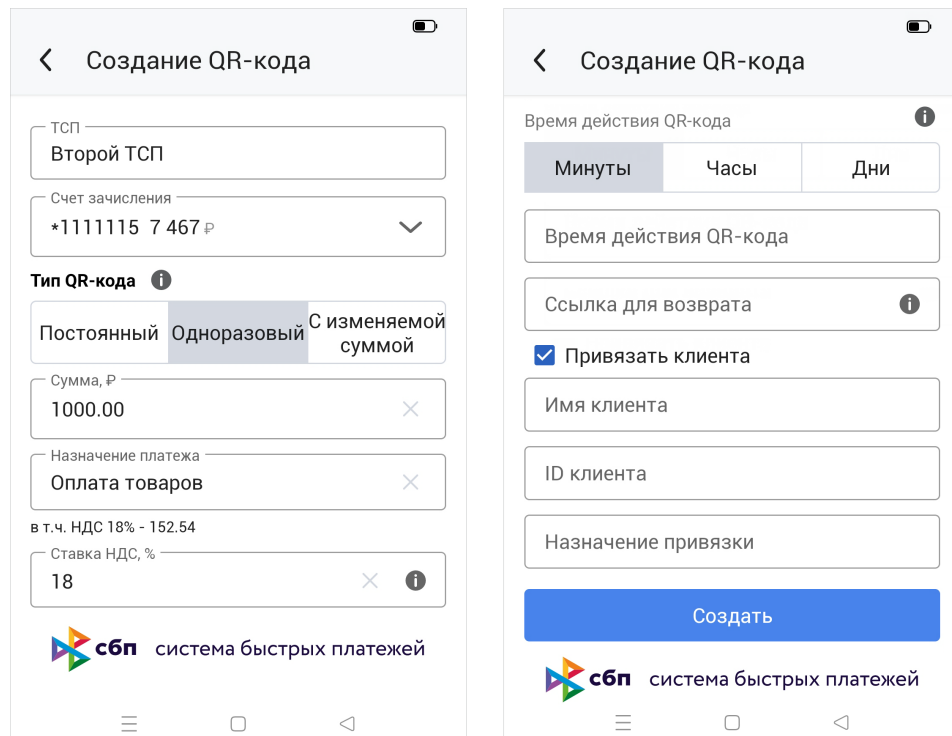 Создание QR-кода
ТСП
Второй ТСП
Счет зачисления
*1111115 7 467 ₽
Тип QR-кода i
Постоянный
Одноразовый
С изменяемой
суммой
Сумма, ₽
1000.00
Назначение платежа
Оплата товаров
в т.ч. НДС 18% - 152.54
Ставка НДС, %
18 i
сбп система быстрых платежей
Создание QR-кода
Время действия QR-кода i
Минуты Часы Дни
Время действия QR-кода
Ссылка для возврата i
Привязать клиента
Имя клиента
ID клиента
Назначение привязки
Создать
сбп система быстрых платежей